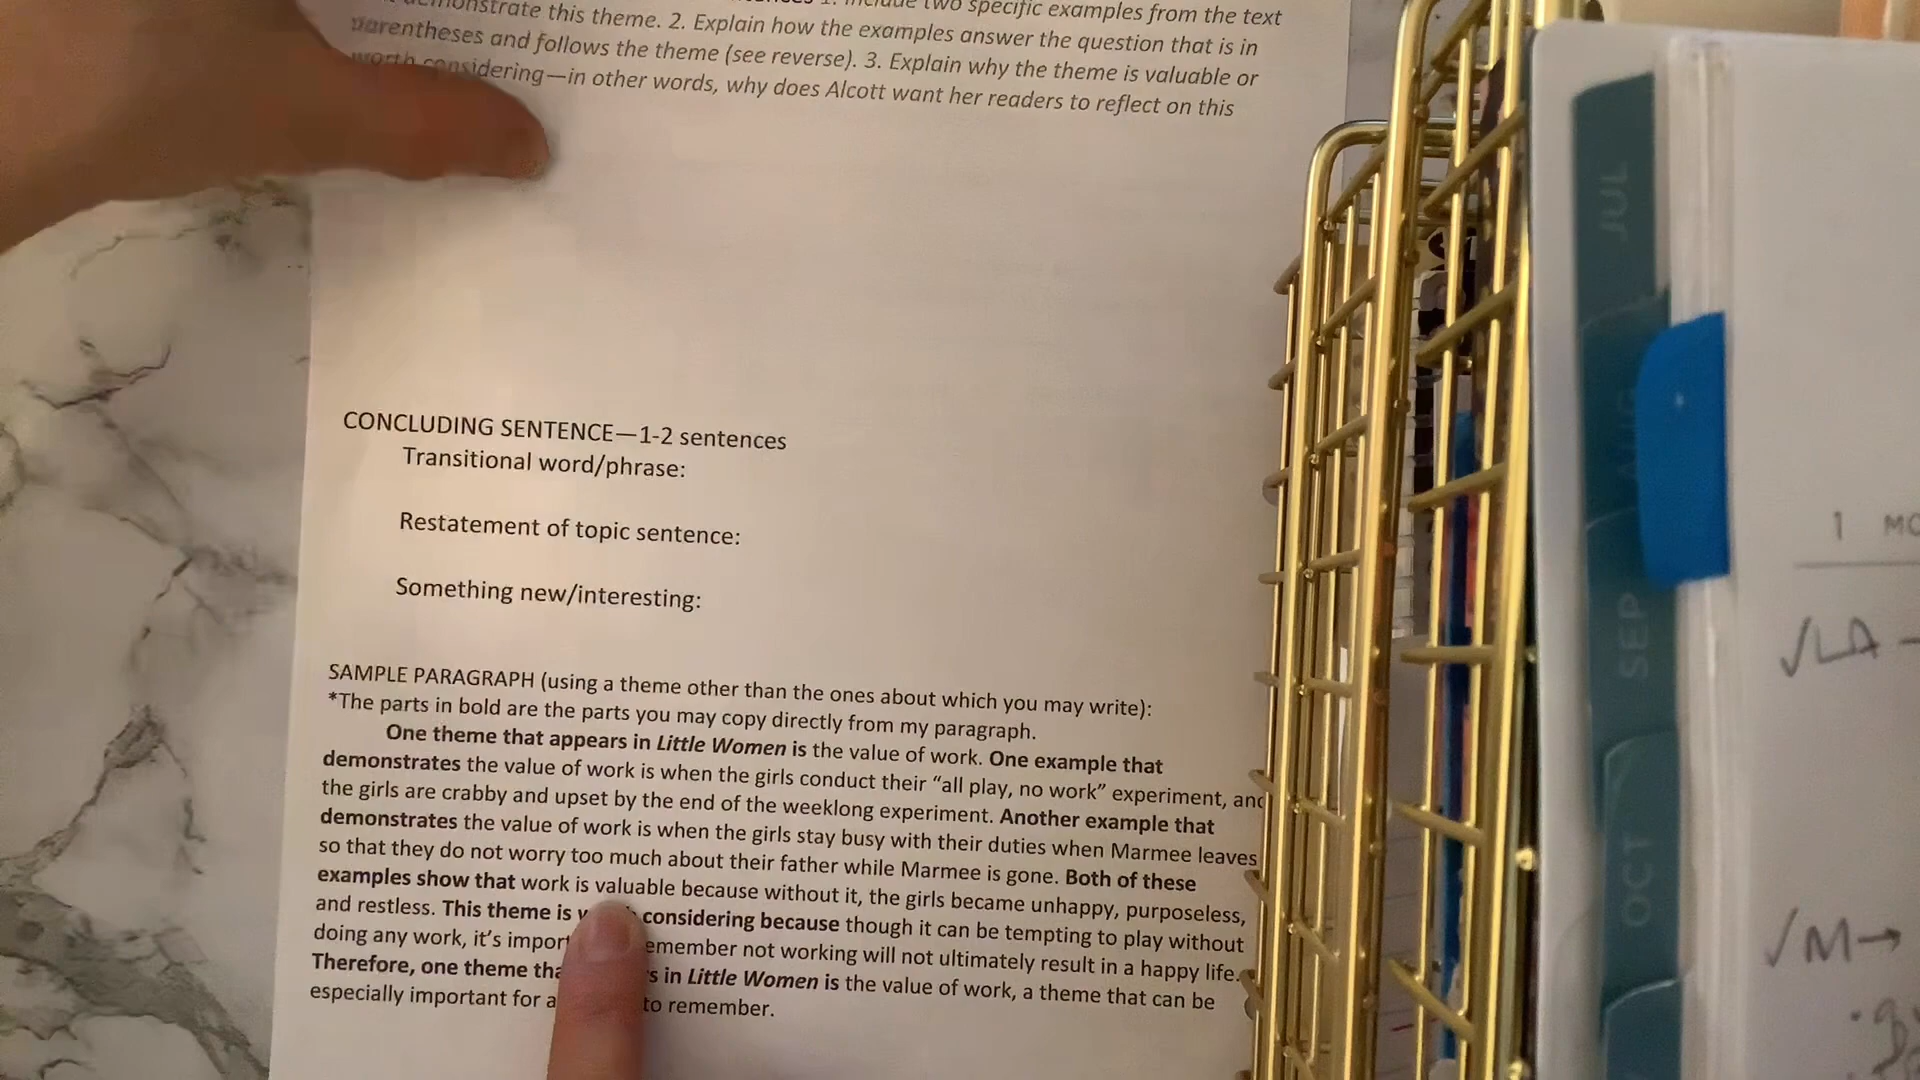 demonstrate this theme. 2. Explain how the examples answer the question that is in
parentheses and follows the theme (see reverse). 3. Explain why the theme is valuable or
worth considering—in other words, why does Alcott want her readers to reflect on this
CONCLUDING SENTENCE—1-2 sentences
Transitional word/phrase:
Restatement of topic sentence:
Something new/interesting:
SAMPLE PARAGRAPH (using a theme other than the ones about which you may write):
*The parts in bold are the parts you may copy directly from my paragraph.
One theme that appears in Little Women is the value of work. One example that
demonstrates the value of work is when the girls conduct their “all play, no work” experiment, and
the girls are crabby and upset by the end of the weeklong experiment. Another example that
demonstrates the value of work is when the girls stay busy with their duties when Marmee leaves
so that they do not worry too much about their father while Marmee is gone. Both of these
examples show that work is valuable because without it, the girls became unhappy, purposeless,
and restless. This theme is considering because though it can be tempting to play without
doing any work, it’s remember not working will not ultimately result in a happy life.
Therefore, one theme in Little Women is the value of work, a theme that can be
especially important for to remember.
JUL
SEP
OCT
1 MO
√LA –
√M→